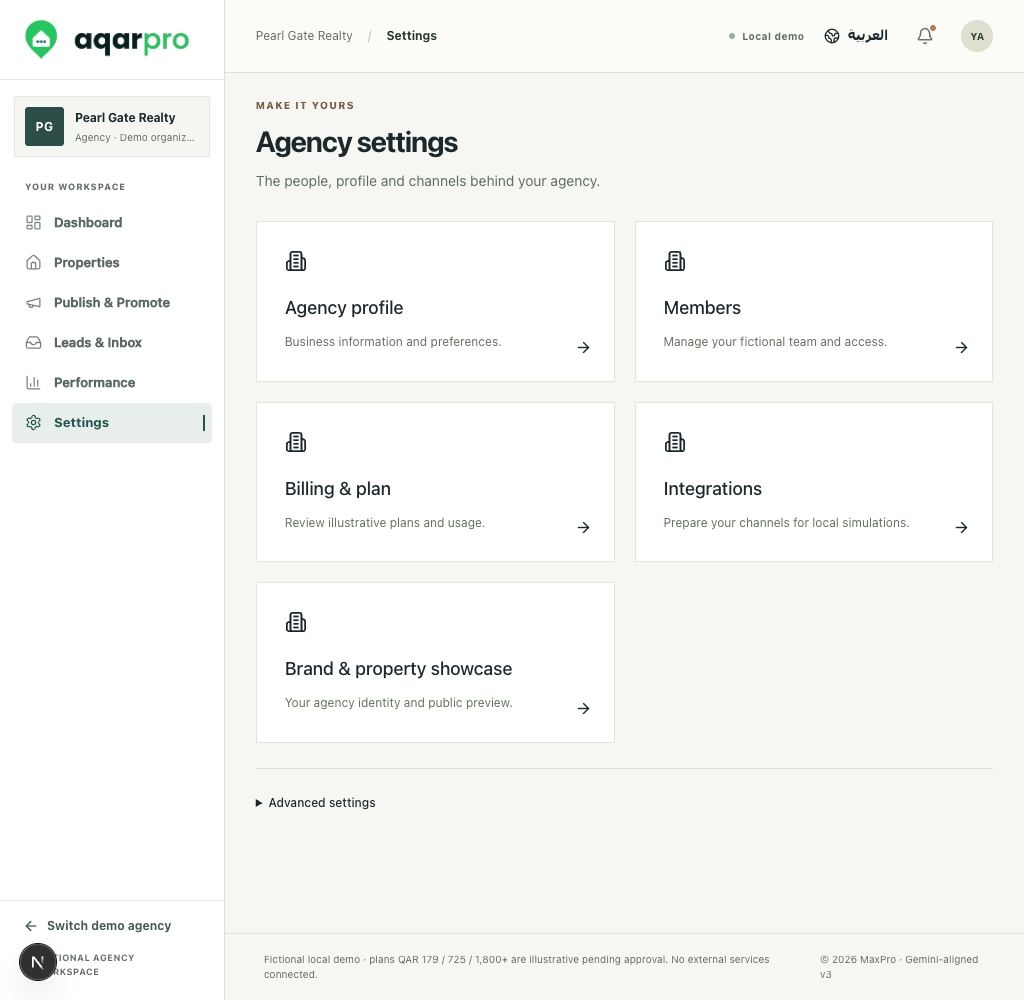 aqarpro
Pearl Gate Realty / Settings
Local demo
العربية
YA
PG
Pearl Gate Realty
Agency · Demo organiz...
YOUR WORKSPACE
Dashboard
Properties
Publish & Promote
Leads & Inbox
Performance
Settings
MAKE IT YOURS
Agency settings
The people, profile and channels behind your agency.
Agency profile
Business information and preferences.
Members
Manage your fictional team and access.
Billing & plan
Review illustrative plans and usage.
Integrations
Prepare your channels for local simulations.
Brand & property showcase
Your agency identity and public preview.
Advanced settings
Switch demo agency
N
AGENCY
Fictional local demo · plans QAR 179 / 725 / 1,800+ are illustrative pending approval. No external services
connected.
© 2026 MaxPro · Gemini-aligned
v3